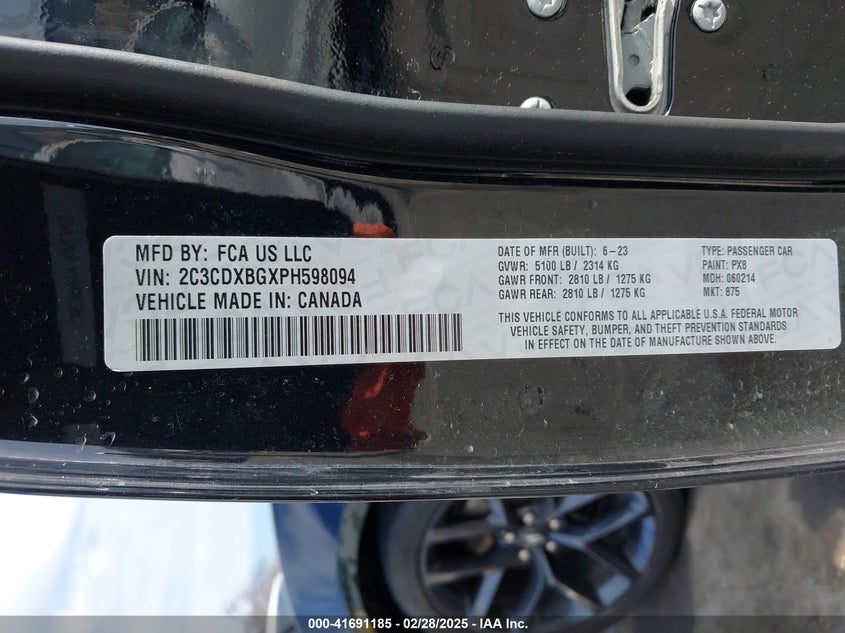 MFD BY: FCA US LLC
VIN: 2C3CDXBGXPH598094
VEHICLE MADE IN: CANADA
DATE OF MFR (BUILT): 6-23
GVWR: 5100 LB / 2314 KG
GAWR FRONT: 2810 LB / 1275 KG
GAWR REAR: 2810 LB / 1275 KG
TYPE: PASSENGER CAR
PAINT: PX8
MDH: 060214
MKT: 875
THIS VEHICLE CONFORMS TO ALL APPLICABLE U.S.A. FEDERAL MOTOR
VEHICLE SAFETY, BUMPER, AND THEFT PREVENTION STANDARDS
IN EFFECT ON THE DATE OF MANUFACTURE SHOWN ABOVE.
000-41691185 - 02/28/2025 - IAA Inc.